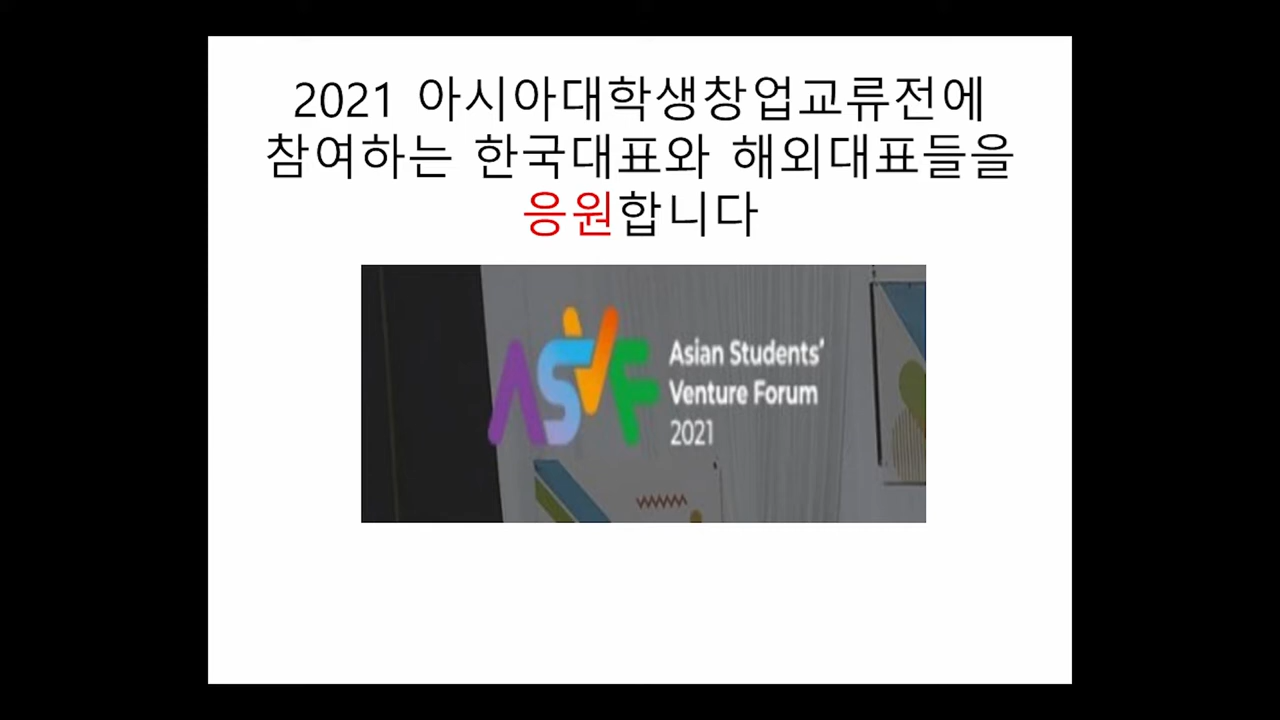 2021 아시아대학생창업교류전에
참여하는 한국대표와 해외대표들을
응원합니다
ASVF
Asian Students'
Venture Forum
2021